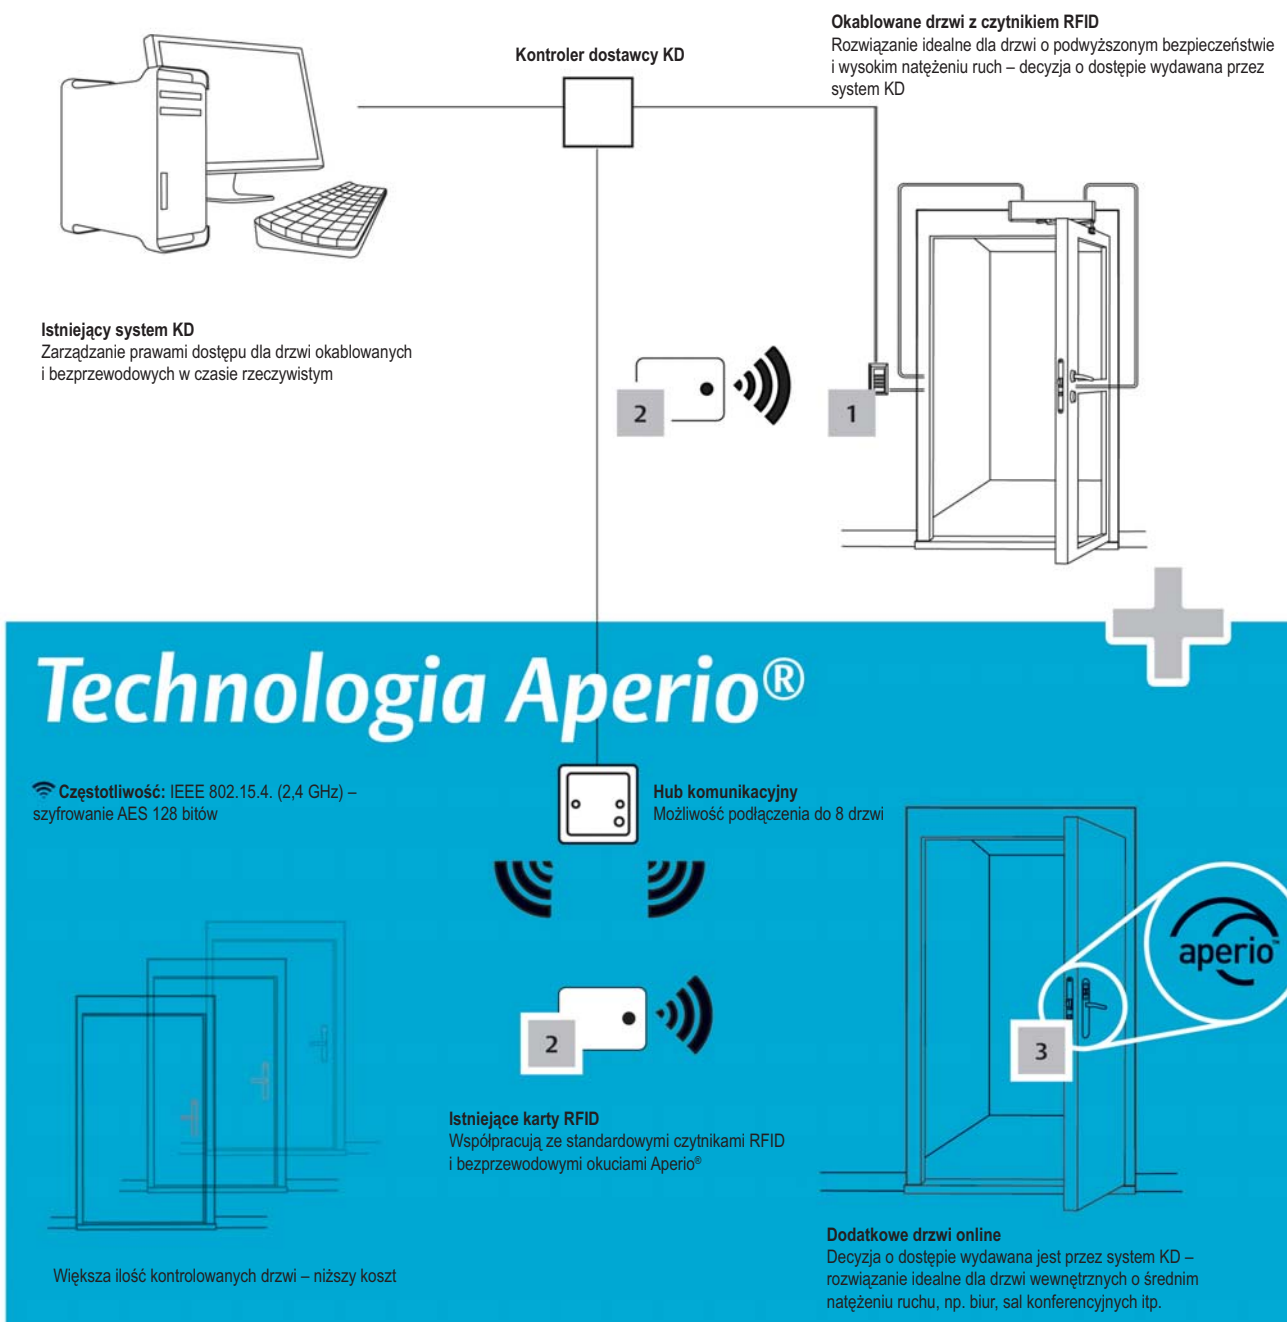 Okablowane drzwi z czytnikiem RFID
Rozwiązanie idealne dla drzwi o podwyższonym bezpieczeństwie
i wysokim natężeniu ruch – decyzja o dostępie wydawana przez
system KD
Kontroler dostawcy KD
Istniejący system KD
Zarządzanie prawami dostępu dla drzwi okablowanych
i bezprzewodowych w czasie rzeczywistym
2
1
Technologia Aperio®
Częstotliwość: IEEE 802.15.4. (2,4 GHz) –
szyfrowanie AES 128 bitów
Hub komunikacyjny
Możliwość podłączenia do 8 drzwi
aperio™
2
3
Istniejące karty RFID
Współpracują ze standardowymi czytnikami RFID
i bezprzewodowymi okuciami Aperio®
Większa ilość kontrolowanych drzwi – niższy koszt
Dodatkowe drzwi online
Decyzja o dostępie wydawana jest przez system KD –
rozwiązanie idealne dla drzwi wewnętrznych o średnim
natężeniu ruchu, np. biur, sal konferencyjnych itp.